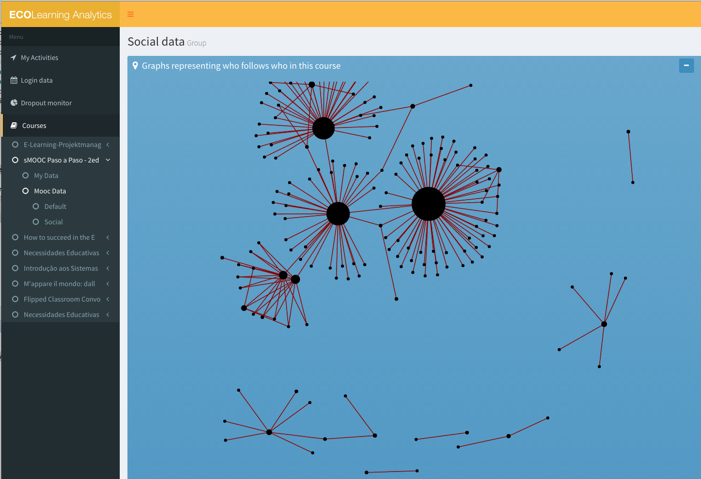 ECOLearning Analytics
Menu
My Activities
Login data
Dropout monitor
Courses
E-Learning-Projektmanag
sMOOC Paso a Paso - 2ed
My Data
Mooc Data
Default
Social
How to succeed in the E
Necessidades Educativas
Introdução aos Sistemas
M'appare il mondo: dall
Flipped Classroom Convo
Necessidades Educativas
Social data Group
Graphs representing who follows who in this course